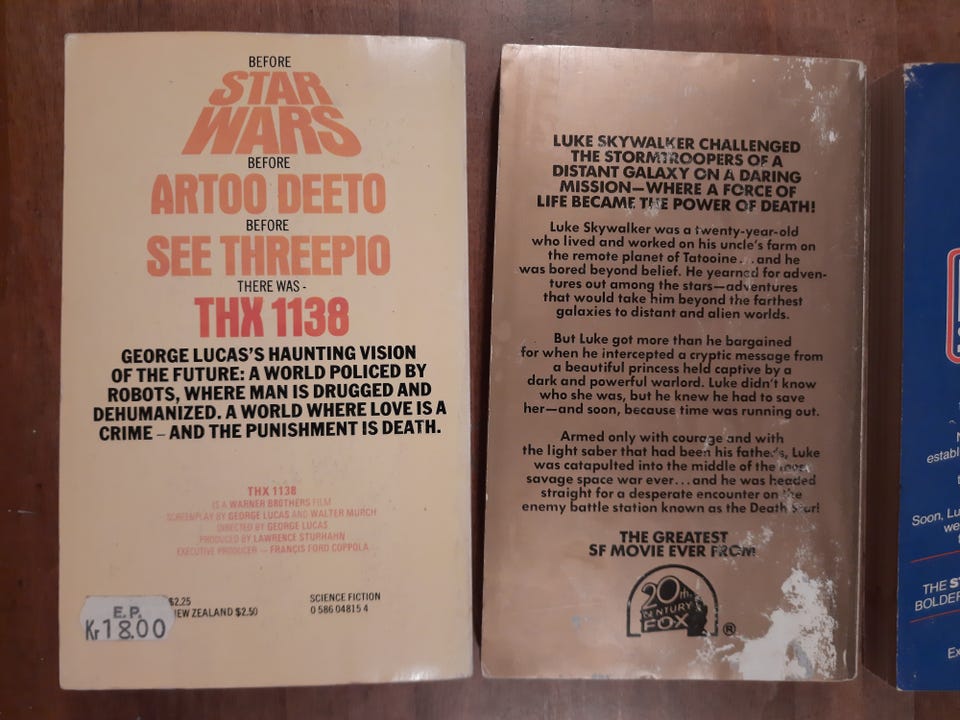 BEFORE
STAR
WARS
BEFORE
ARTOO DEETO
BEFORE
SEE THREEPIO
THERE WAS -
THX 1138
GEORGE LUCAS'S HAUNTING VISION
OF THE FUTURE: A WORLD POLICED BY
ROBOTS, WHERE MAN IS DRUGGED AND
DEHUMANIZED. A WORLD WHERE LOVE IS A
CRIME – AND THE PUNISHMENT IS DEATH.
THX 1138
IS A WARNER BROTHERS FILM
SCREENPLAY BY GEORGE LUCAS AND WALTER MURCH
DIRECTED BY GEORGE LUCAS
PRODUCED BY LAWRENCE STURHAHN
EXECUTIVE PRODUCER – FRANCIS FORD COPPOLA
$2.25
NEW ZEALAND $2.50
SCIENCE FICTION
0 586 04815 4
E.P.
Kr 18.00
LUKE SKYWALKER CHALLENGED
THE STORMTROOPERS OF A
DISTANT GALAXY ON A DARING
MISSION—WHERE A FORCE OF
LIFE BECAME THE POWER OF DEATH!
Luke Skywalker was a twenty-year-old
who lived and worked on his uncle's farm on
the remote planet of Tatooine...and he
was bored beyond belief. He yearned for adven-
tures out among the stars—adventures
that would take him beyond the farthest
galaxies to distant and alien worlds.
But Luke got more than he bargained
for when he intercepted a cryptic message from
a beautiful princess held captive by a
dark and powerful warlord. Luke didn't know
who she was, but he knew he had to save
her—and soon, because time was running out.
Armed only with courage and with
the light saber that had been his father's, Luke
was catapulted into the middle of the most
savage space war ever...and he was headed
straight for a desperate encounter on the
enemy battle station known as the Death Star!
THE GREATEST
SF MOVIE EVER FROM
20th
CENTURY
FOX
®
establ
Soon, Lu
we
THE S
BOLDER
Ex